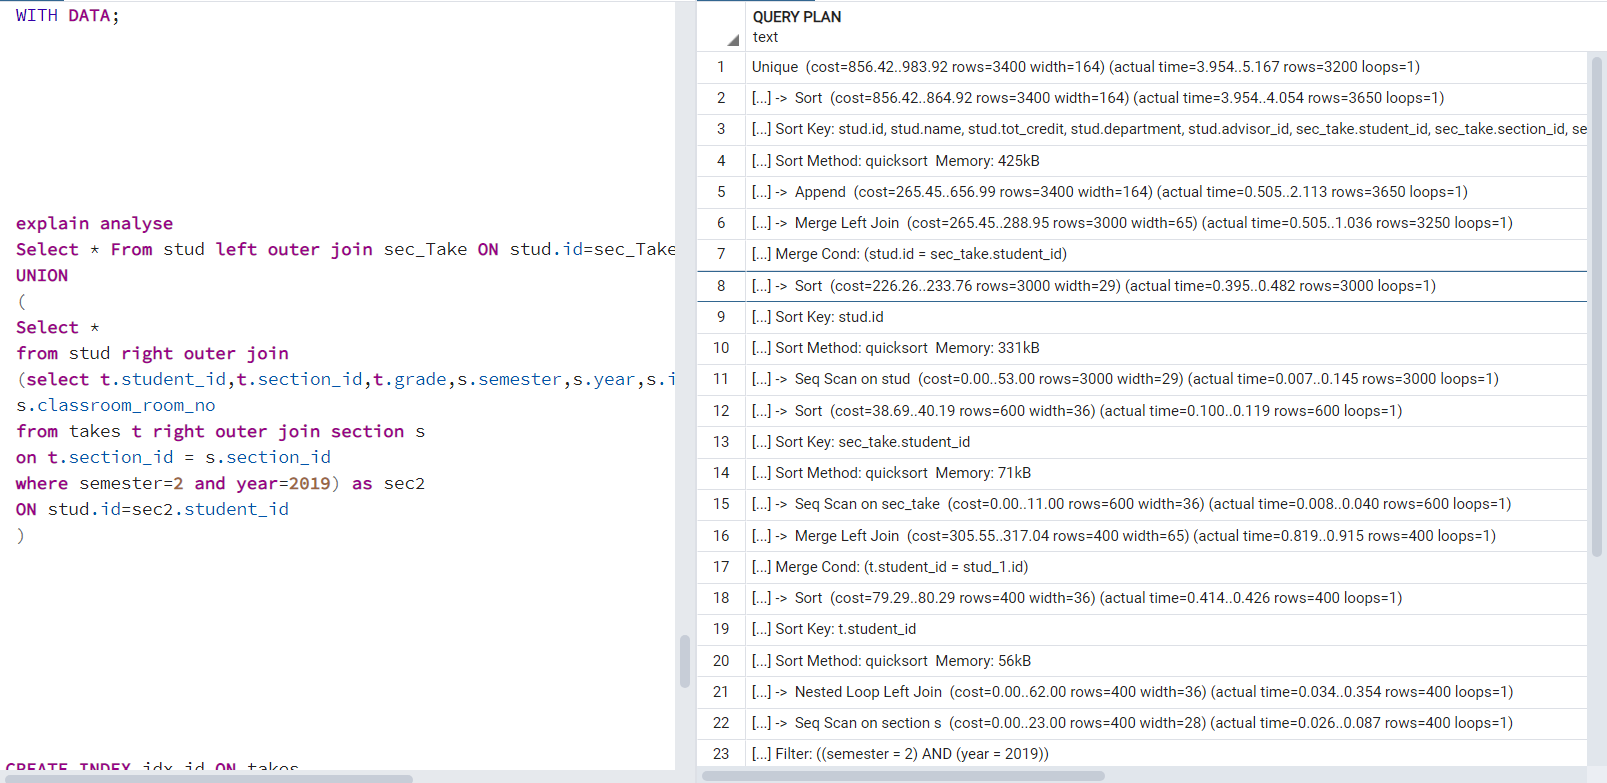 WITH DATA;
explain analyse
Select * From stud left outer join sec_Take ON stud.id=sec_Take
UNION
(
Select *
from stud right outer join
(select t.student_id,t.section_id,t.grade,s.semester,s.year,s.i
s.classroom_room_no
from takes t right outer join section s
on t.section_id = s.section_id
where semester=2 and year=2019) as sec2
ON stud.id=sec2.student_id
)
CREATE INDEX idx_id ON takes
QUERY PLAN
text
1 Unique (cost=856.42..983.92 rows=3400 width=164) (actual time=3.954..5.167 rows=3200 loops=1)
2 [...] -> Sort (cost=856.42..864.92 rows=3400 width=164) (actual time=3.954..4.054 rows=3650 loops=1)
3 [...] Sort Key: stud.id, stud.name, stud.tot_credit, stud.department, stud.advisor_id, sec_take.student_id, sec_take.section_id, se
4 [...] Sort Method: quicksort Memory: 425kB
5 [...] -> Append (cost=265.45..656.99 rows=3400 width=164) (actual time=0.505..2.113 rows=3650 loops=1)
6 [...] -> Merge Left Join (cost=265.45..288.95 rows=3000 width=65) (actual time=0.505..1.036 rows=3250 loops=1)
7 [...] Merge Cond: (stud.id = sec_take.student_id)
8 [...] -> Sort (cost=226.26..233.76 rows=3000 width=29) (actual time=0.395..0.482 rows=3000 loops=1)
9 [...] Sort Key: stud.id
10 [...] Sort Method: quicksort Memory: 331kB
11 [...] -> Seq Scan on stud (cost=0.00..53.00 rows=3000 width=29) (actual time=0.007..0.145 rows=3000 loops=1)
12 [...] -> Sort (cost=38.69..40.19 rows=600 width=36) (actual time=0.100..0.119 rows=600 loops=1)
13 [...] Sort Key: sec_take.student_id
14 [...] Sort Method: quicksort Memory: 71kB
15 [...] -> Seq Scan on sec_take (cost=0.00..11.00 rows=600 width=36) (actual time=0.008..0.040 rows=600 loops=1)
16 [...] -> Merge Left Join (cost=305.55..317.04 rows=400 width=65) (actual time=0.819..0.915 rows=400 loops=1)
17 [...] Merge Cond: (t.student_id = stud_1.id)
18 [...] -> Sort (cost=79.29..80.29 rows=400 width=36) (actual time=0.414..0.426 rows=400 loops=1)
19 [...] Sort Key: t.student_id
20 [...] Sort Method: quicksort Memory: 56kB
21 [...] -> Nested Loop Left Join (cost=0.00..62.00 rows=400 width=36) (actual time=0.034..0.354 rows=400 loops=1)
22 [...] -> Seq Scan on section s (cost=0.00..23.00 rows=400 width=28) (actual time=0.026..0.087 rows=400 loops=1)
23 [...] Filter: ((semester = 2) AND (year = 2019))